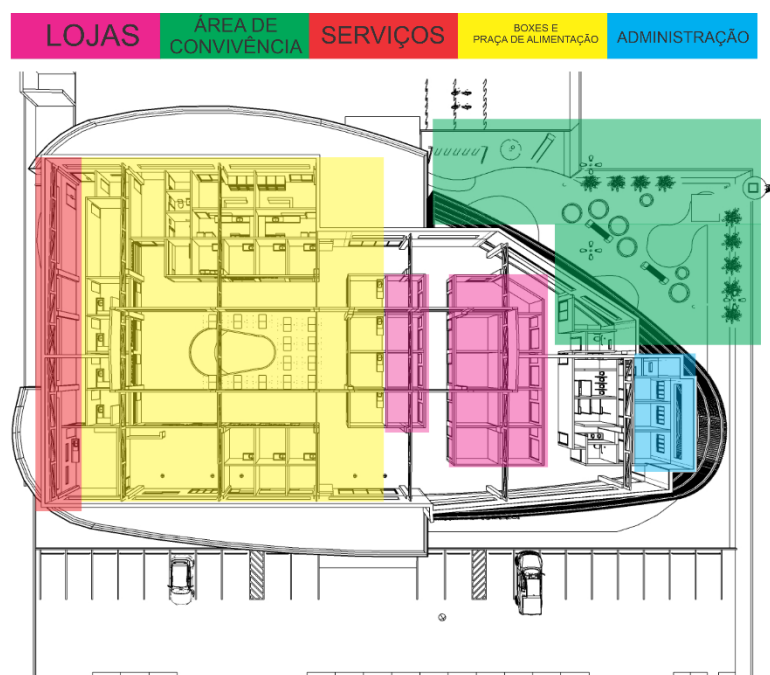 LOJAS
ÁREA DE
CONVIVÊNCIA
SERVIÇOS
BOXES E
PRAÇA DE ALIMENTAÇÃO
ADMINISTRAÇÃO